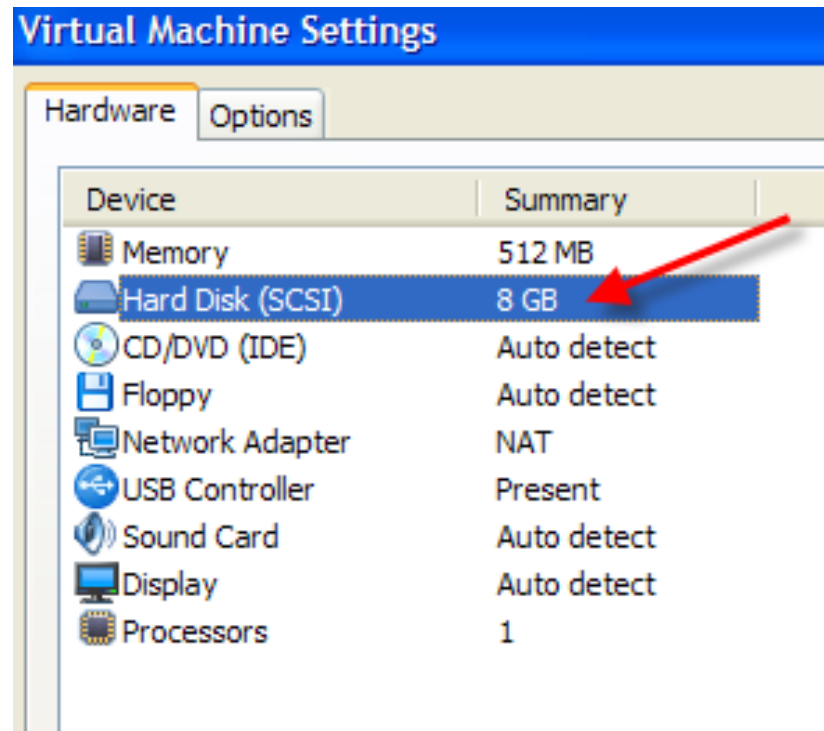 Virtual Machine Settings
Hardware Options
Device Summary
Memory 512 MB
Hard Disk (SCSI) 8 GB
CD/DVD (IDE) Auto detect
Floppy Auto detect
Network Adapter NAT
USB Controller Present
Sound Card Auto detect
Display Auto detect
Processors 1